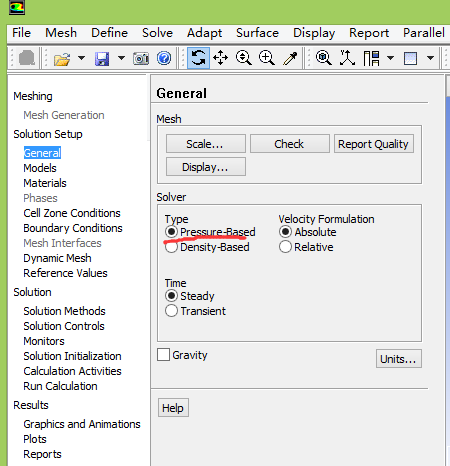 File Mesh Define Solve Adapt Surface Display Report Parallel
Meshing
Mesh Generation
Solution Setup
General
Models
Materials
Phases
Cell Zone Conditions
Boundary Conditions
Mesh Interfaces
Dynamic Mesh
Reference Values
Solution
Solution Methods
Solution Controls
Monitors
Solution Initialization
Calculation Activities
Run Calculation
Results
Graphics and Animations
Plots
Reports
General
Mesh
Scale... Check Report Quality
Display...
Solver
Type Velocity Formulation
Pressure-Based Absolute
Density-Based Relative
Time
Steady
Transient
Gravity Units...
Help